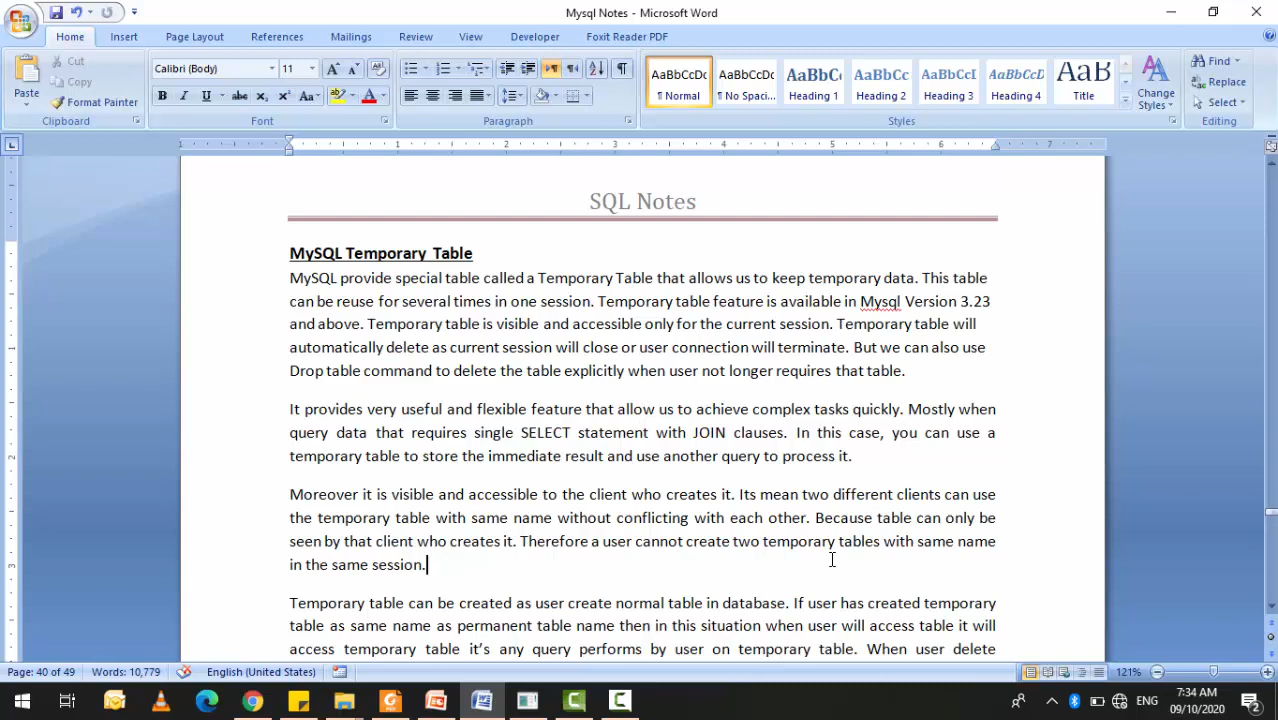 Mysql Notes - Microsoft Word
Home Insert Page Layout References Mailings Review View Developer Foxit Reader PDF
Paste
Cut
Copy
Format Painter
Clipboard
Calibri (Body) 11
Font
Paragraph
AaBbCcDc AaBbCcDc AaBbC AaBbCc AaBbCcI AaBbCcD AaB
¶ Normal ¶ No Spaci... Heading 1 Heading 2 Heading 3 Heading 4 Title
Change Styles
Styles
Find
Replace
Select
Editing
1 1 2 3 4 5 6 7
SQL Notes
MySQL Temporary Table
MySQL provide special table called a Temporary Table that allows us to keep temporary data. This table
can be reuse for several times in one session. Temporary table feature is available in Mysql Version 3.23
and above. Temporary table is visible and accessible only for the current session. Temporary table will
automatically delete as current session will close or user connection will terminate. But we can also use
Drop table command to delete the table explicitly when user not longer requires that table.
It provides very useful and flexible feature that allow us to achieve complex tasks quickly. Mostly when
query data that requires single SELECT statement with JOIN clauses. In this case, you can use a
temporary table to store the immediate result and use another query to process it.
Moreover it is visible and accessible to the client who creates it. Its mean two different clients can use
the temporary table with same name without conflicting with each other. Because table can only be
seen by that client who creates it. Therefore a user cannot create two temporary tables with same name
in the same session.
Temporary table can be created as user create normal table in database. If user has created temporary
table as same name as permanent table name then in this situation when user will access table it will
access temporary table it's any query performs by user on temporary table. When user delete
Page: 40 of 49 Words: 10,779 English (United States) 121%
ENG
7:34 AM
09/10/2020
2